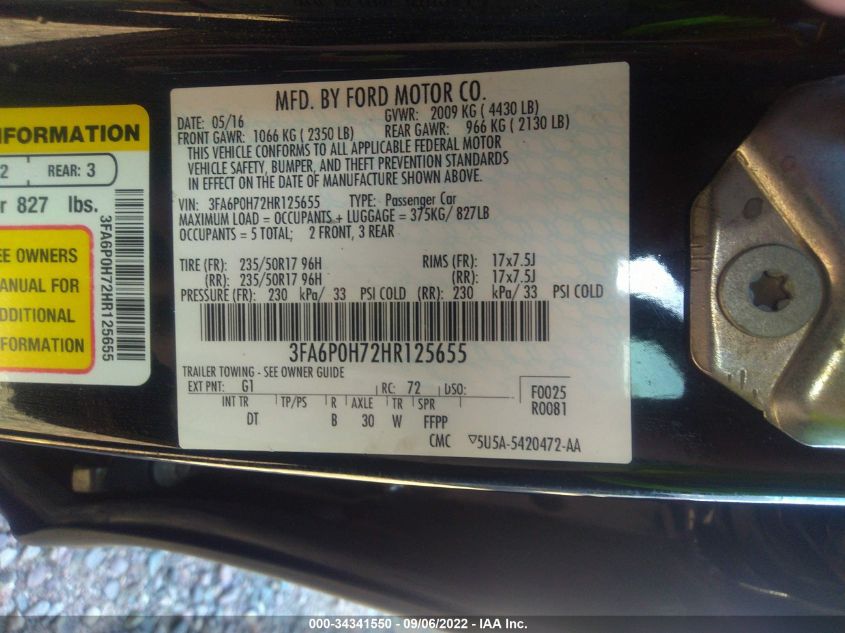 MFD. BY FORD MOTOR CO.
DATE: 05/16 GVWR: 2009 KG ( 4430 LB)
FRONT GAWR: 1066 KG ( 2350 LB) REAR GAWR: 966 KG ( 2130 LB)
THIS VEHICLE CONFORMS TO ALL APPLICABLE FEDERAL MOTOR
VEHICLE SAFETY, BUMPER, AND THEFT PREVENTION STANDARDS
IN EFFECT ON THE DATE OF MANUFACTURE SHOWN ABOVE.
VIN: 3FA6P0H72HR125655 TYPE: Passenger Car
MAXIMUM LOAD = OCCUPANTS + LUGGAGE = 375KG/ 827LB
OCCUPANTS = 5 TOTAL; 2 FRONT, 3 REAR
TIRE (FR): 235/50R17 96H RIMS (FR): 17x7.5J
(RR): 235/50R17 96H (RR): 17x7.5J
PRESSURE (FR): 230 kPa/ 33 PSI COLD (RR): 230 kPa/ 33 PSI COLD
3FA6P0H72HR125655
TRAILER TOWING - SEE OWNER GUIDE
EXT PNT: G1 RC: 72 DSO:
INT TR TP/PS R AXLE TR SPR
DT B 30 W FFPP
F0025
R0081
CMC ▽5U5A-5420472-AA
NFORMATION
2 REAR: 3
r 827 lbs.
EE OWNERS
ANUAL FOR
DDITIONAL
FORMATION
3FA6P0H72HR125655
000-34341550 - 09/06/2022 - IAA Inc.